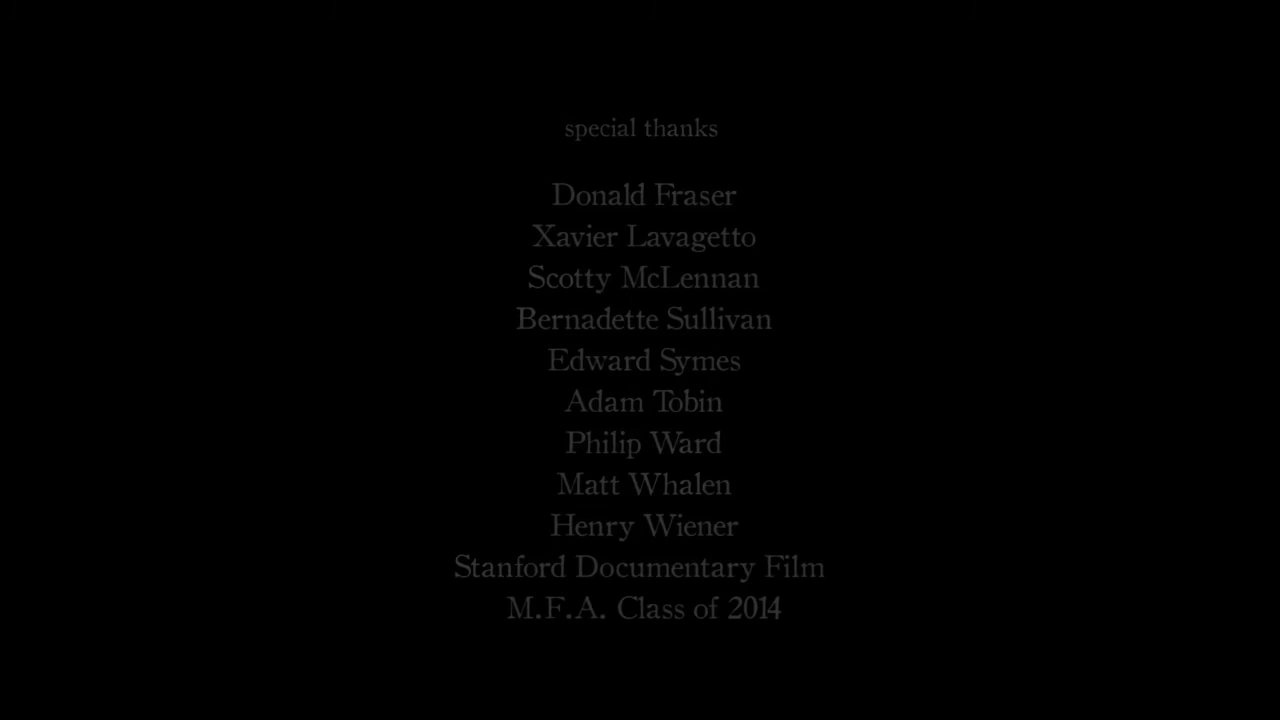 special thanks
Donald Fraser
Xavier Lavagetto
Scotty McLennan
Bernadette Sullivan
Edward Symes
Adam Tobin
Philip Ward
Matt Whalen
Henry Wiener
Stanford Documentary Film
M.F.A. Class of 2014